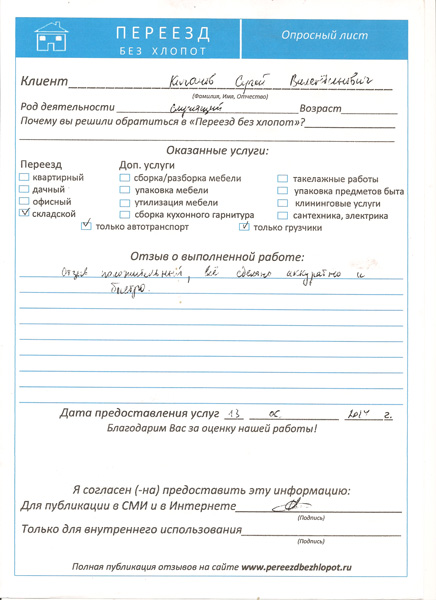 ПЕРЕЕЗД
БЕЗ ХЛОПОТ
Опросный лист
Клиент
(Фамилия, Имя, Отчество)
Род деятельности служащий Возраст
Почему вы решили обратиться в «Переезд без хлопот»?
Оказанные услуги:
Переезд
Доп. услуги
квартирный
сборка/разборка мебели
такелажные работы
дачный
упаковка мебели
упаковка предметов быта
офисный
утилизация мебели
клининговые услуги
складской
сборка кухонного гарнитура
сантехника, электрика
только автотранспорт
только грузчики
Отзыв о выполненной работе:
Отзыв положительный, всё сделано аккуратно и
быстро.
Дата предоставления услуг 13 2014 г.
Благодарим Вас за оценку нашей работы!
Я согласен (-на) предоставить эту информацию:
Для публикации в СМИ и в Интернете
(Подпись)
Только для внутреннего использования
(Подпись)
Полная публикация отзывов на сайте www.pereezdbezhlopot.ru